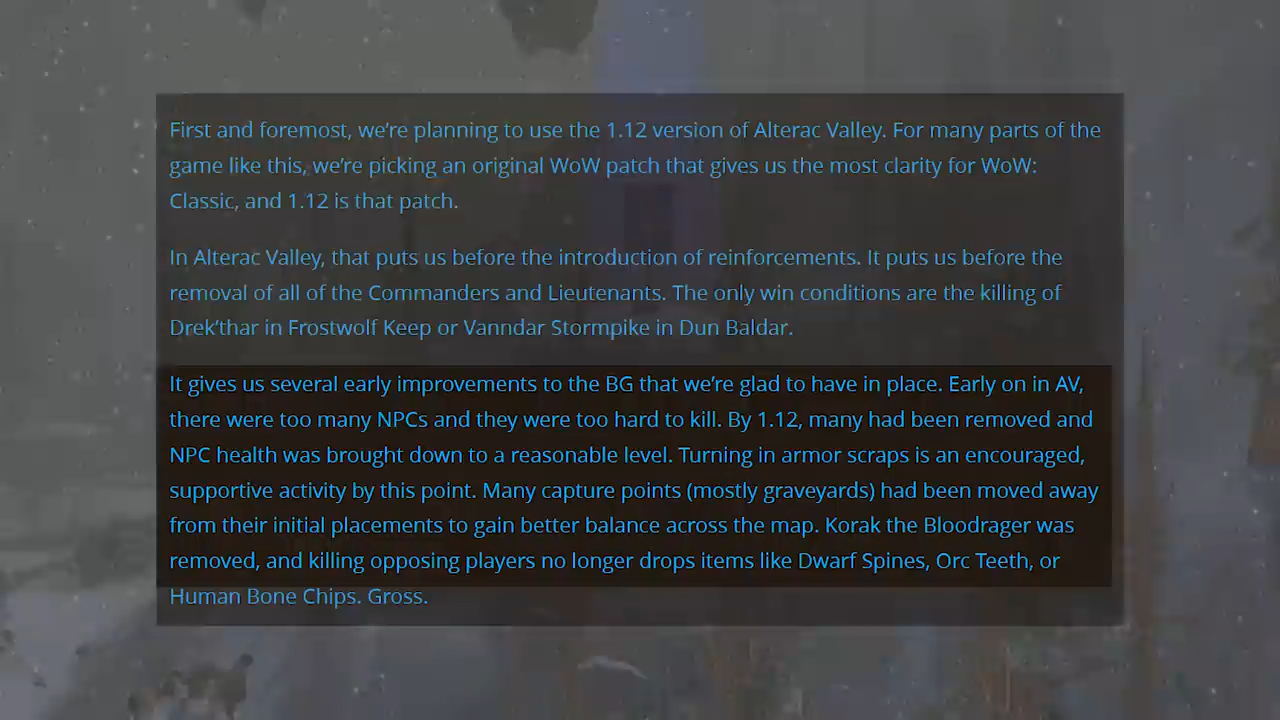 First and foremost, we're planning to use the 1.12 version of Alterac Valley. For many parts of the
game like this, we're picking an original WoW patch that gives us the most clarity for WoW:
Classic, and 1.12 is that patch.
In Alterac Valley, that puts us before the introduction of reinforcements. It puts us before the
removal of all of the Commanders and Lieutenants. The only win conditions are the killing of
Drek'thar in Frostwolf Keep or Vanndar Stormpike in Dun Baldar.
It gives us several early improvements to the BG that we're glad to have in place. Early on in AV,
there were too many NPCs and they were too hard to kill. By 1.12, many had been removed and
NPC health was brought down to a reasonable level. Turning in armor scraps is an encouraged,
supportive activity by this point. Many capture points (mostly graveyards) had been moved away
from their initial placements to gain better balance across the map. Korak the Bloodrager was
removed, and killing opposing players no longer drops items like Dwarf Spines, Orc Teeth, or
Human Bone Chips. Gross.